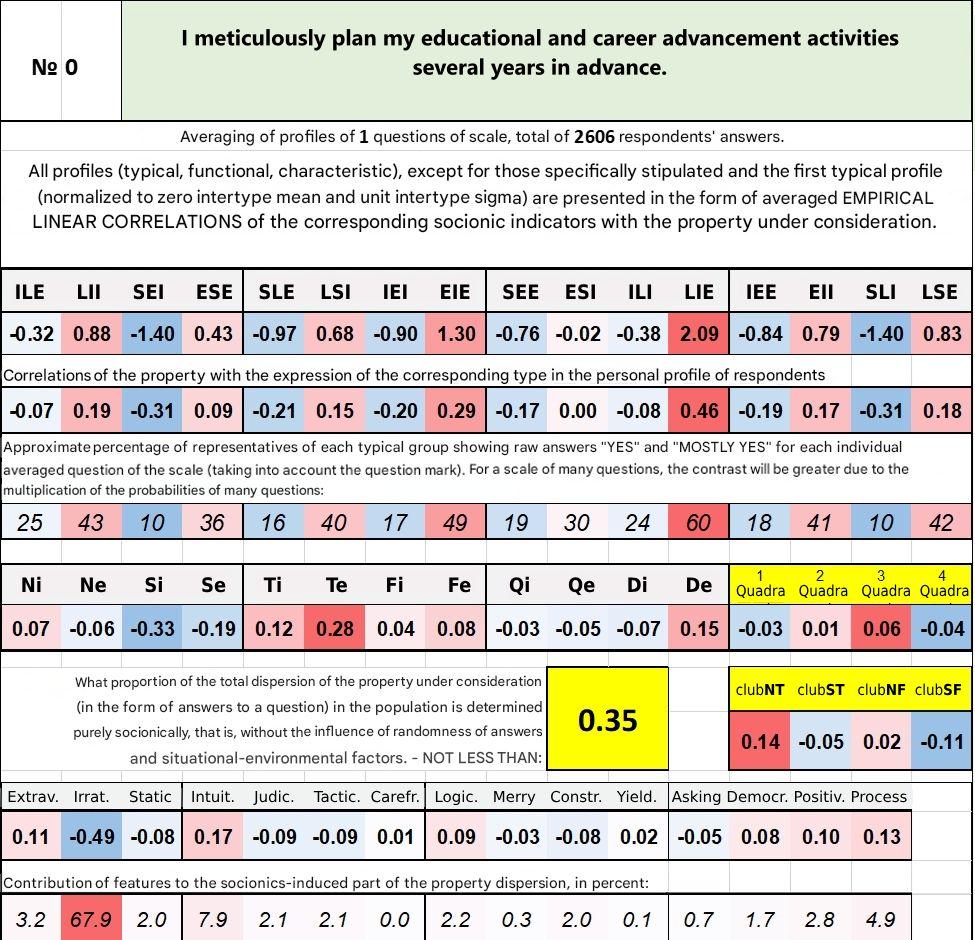 № 0
I meticulously plan my educational and career advancement activities
several years in advance.
Averaging of profiles of 1 questions of scale, total of 2606 respondents' answers.
All profiles (typical, functional, characteristic), except for those specifically stipulated and the first typical profile
(normalized to zero intertype mean and unit intertype sigma) are presented in the form of averaged EMPIRICAL
LINEAR CORRELATIONS of the corresponding socionic indicators with the property under consideration.
ILE LII SEI ESE SLE LSI IEI EIE SEE ESI ILI LIE IEE EII SLI LSE
-0.32 0.88 -1.40 0.43 -0.97 0.68 -0.90 1.30 -0.76 -0.02 -0.38 2.09 -0.84 0.79 -1.40 0.83
Correlations of the property with the expression of the corresponding type in the personal profile of respondents
-0.07 0.19 -0.31 0.09 -0.21 0.15 -0.20 0.29 -0.17 0.00 -0.08 0.46 -0.19 0.17 -0.31 0.18
Approximate percentage of representatives of each typical group showing raw answers "YES" and "MOSTLY YES" for each individual
averaged question of the scale (taking into account the question mark). For a scale of many questions, the contrast will be greater due to the
multiplication of the probabilities of many questions:
25 43 10 36 16 40 17 49 19 30 24 60 18 41 10 42
Ni Ne Si Se Ti Te Fi Fe Qi Qe Di De 1 Quadra 2 Quadra 3 Quadra 4 Quadra
0.07 -0.06 -0.33 -0.19 0.12 0.28 0.04 0.08 -0.03 -0.05 -0.07 0.15 -0.03 0.01 0.06 -0.04
What proportion of the total dispersion of the property under consideration
(in the form of answers to a question) in the population is determined
purely socionically, that is, without the influence of randomness of answers
and situational-environmental factors. - NOT LESS THAN:
0.35
clubNT clubST clubNF clubSF
0.14 -0.05 0.02 -0.11
Extrav. Irrat. Static Intuit. Judic. Tactic. Carefr. Logic. Merry Constr. Yield. Asking Democr. Positiv. Process
0.11 -0.49 -0.08 0.17 -0.09 -0.09 0.01 0.09 -0.03 -0.08 0.02 -0.05 0.08 0.10 0.13
Contribution of features to the socionics-induced part of the property dispersion, in percent:
3.2 67.9 2.0 7.9 2.1 2.1 0.0 2.2 0.3 2.0 0.1 0.7 1.7 2.8 4.9